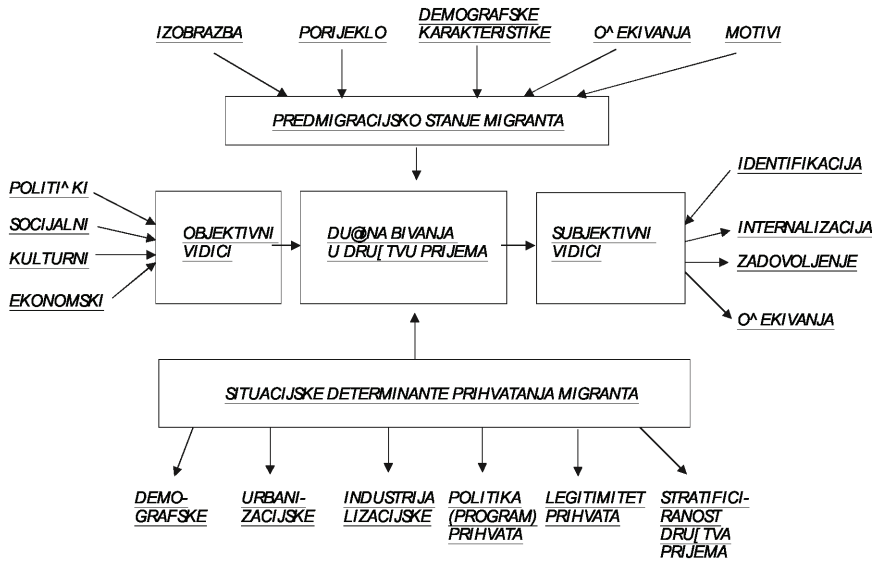 IZOBRAZBA
PORIJEKLO
DEMOGRAFSKE
KARAKTERISTIKE
O^ EKIVANJA
MOTIVI
PREDMIGRACIJSKO STANJE MIGRANTA
POLITI^ KI
SOCIJALNI
KULTURNI
EKONOMSKI
OBJEKTIVNI
VIDICI
DU@NA BIVANJA
U DRU[ TVU PRIJEMA
SUBJEKTIVNI
VIDICI
IDENTIFIKACIJA
INTERNALIZACIJA
ZADOVOLJENJE
O^ EKIVANJA
SITUACIJSKE DETERMINANTE PRIHVATANJA MIGRANTA
DEMO-
GRAFSKE
URBANI-
ZACIJSKE
INDUSTRIJA
LIZACIJSKE
POLITIKA
(PROGRAM)
PRIHVATA
LEGITIMITET
PRIHVATA
STRATIFICI-
RANOST
DRU[ TVA
PRIJEMA